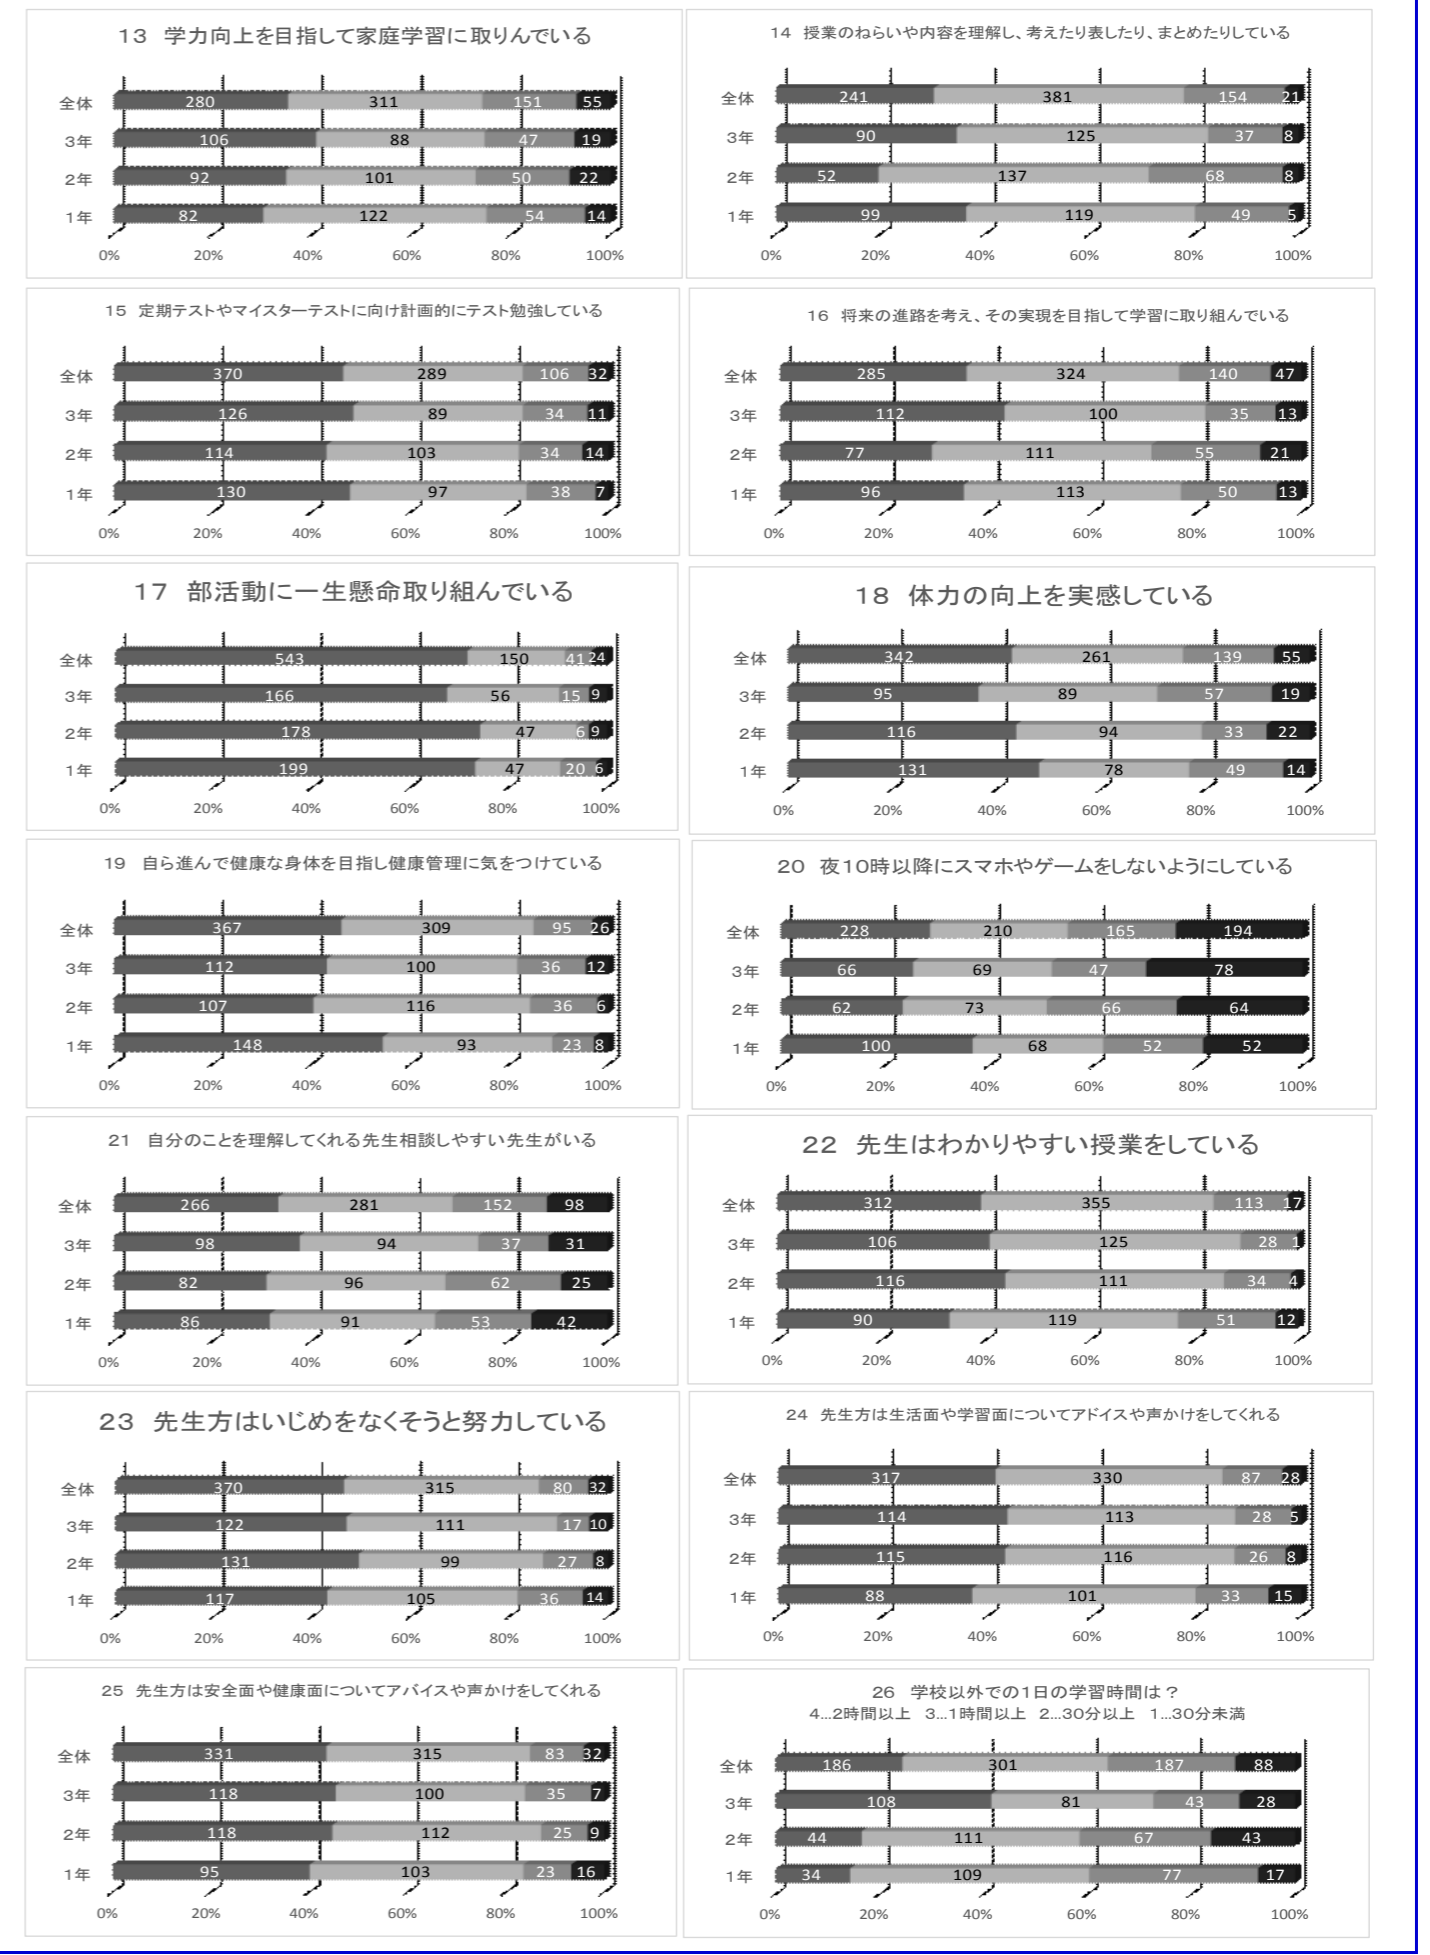 13 学力向上を目指して家庭学習に取りんでいる
全体 280 311 151 55
3年 106 88 47 19
2年 92 101 50 22
1年 82 122 54 14
0% 20% 40% 60% 80% 100%
14 授業のねらいや内容を理解し、考えたり表したり、まとめたりしている
全体 241 381 154 21
3年 90 125 37 8
2年 52 137 68 8
1年 99 119 49 5
0% 20% 40% 60% 80% 100%
15 定期テストやマイスターテストに向け計画的にテスト勉強している
全体 370 289 106 32
3年 126 89 34 11
2年 114 103 34 14
1年 130 97 38 7
0% 20% 40% 60% 80% 100%
16 将来の進路を考え、その実現を目指して学習に取り組んでいる
全体 285 324 140 47
3年 112 100 35 13
2年 77 111 55 21
1年 96 113 50 13
0% 20% 40% 60% 80% 100%
17 部活動に一生懸命取り組んでいる
全体 543 150 41 24
3年 166 56 15 9
2年 178 47 6 9
1年 199 47 20 6
0% 20% 40% 60% 80% 100%
18 体力の向上を実感している
全体 342 261 139 55
3年 95 89 57 19
2年 116 94 33 22
1年 131 78 49 14
0% 20% 40% 60% 80% 100%
19 自ら進んで健康な身体を目指し健康管理に気をつけている
全体 367 309 95 26
3年 112 100 36 12
2年 107 116 36 6
1年 148 93 23 8
0% 20% 40% 60% 80% 100%
20 夜10時以降にスマホやゲームをしないようにしている
全体 228 210 165 194
3年 66 69 47 78
2年 62 73 66 64
1年 100 68 52 52
0% 20% 40% 60% 80% 100%
21 自分のことを理解してくれる先生相談しやすい先生がいる
全体 266 281 152 98
3年 98 94 37 31
2年 82 96 62 25
1年 86 91 53 42
0% 20% 40% 60% 80% 100%
22 先生はわかりやすい授業をしている
全体 312 355 113 17
3年 106 125 28 1
2年 116 111 34 4
1年 90 119 51 12
0% 20% 40% 60% 80% 100%
23 先生方はいじめをなくそうと努力している
全体 370 315 80 32
3年 122 111 17 10
2年 131 99 27 8
1年 117 105 36 14
0% 20% 40% 60% 80% 100%
24 先生方は生活面や学習面についてアドイスや声かけをしてくれる
全体 317 330 87 28
3年 114 113 28 5
2年 115 116 26 8
1年 88 101 33 15
0% 20% 40% 60% 80% 100%
25 先生方は安全面や健康面についてアバイスや声かけをしてくれる
全体 331 315 83 32
3年 118 100 35 7
2年 118 112 25 9
1年 95 103 23 16
0% 20% 40% 60% 80% 100%
26 学校以外での1日の学習時間は？
4…2時間以上 3…1時間以上 2…30分以上 1…30分未満
全体 186 301 187 88
3年 108 81 43 28
2年 44 111 67 43
1年 34 109 77 17
0% 20% 40% 60% 80% 100%